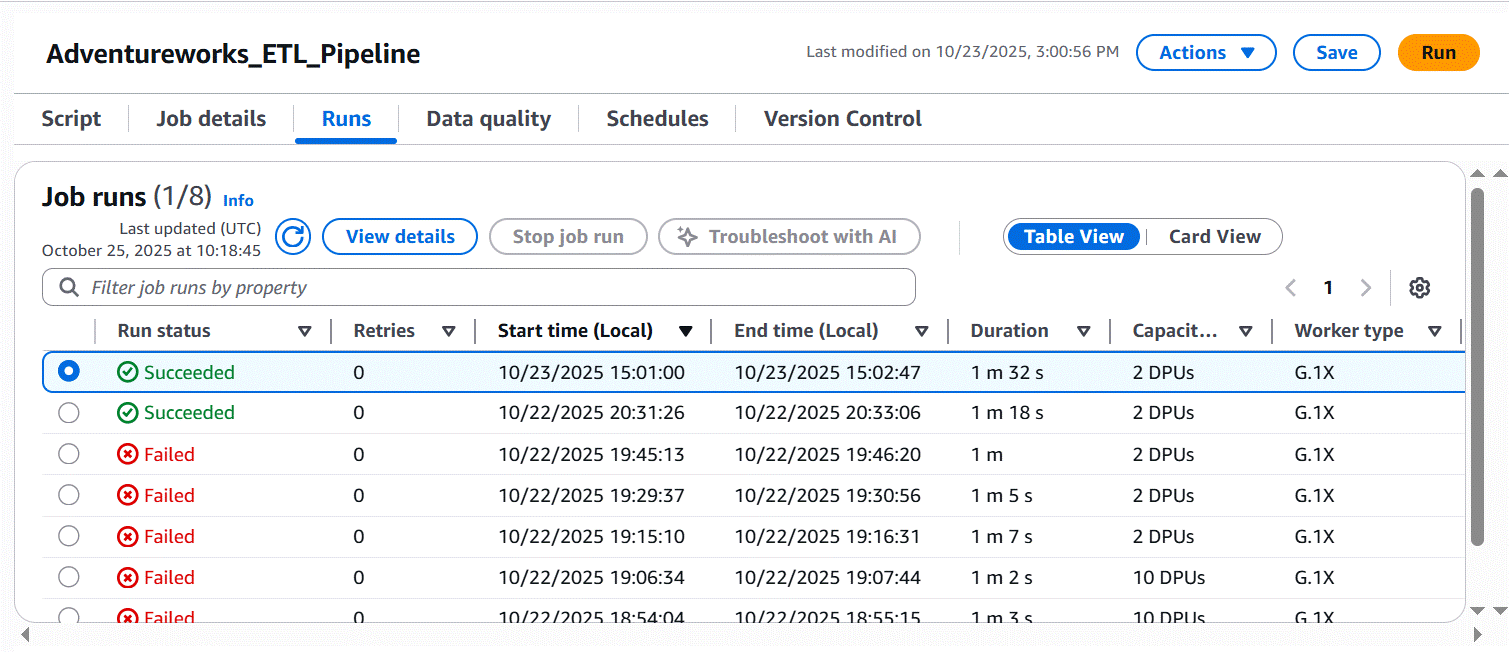 Adventureworks_ETL_Pipeline
Last modified on 10/23/2025, 3:00:56 PM
Actions
Save
Run
Script
Job details
Runs
Data quality
Schedules
Version Control
Job runs (1/8) Info
Last updated (UTC)
October 25, 2025 at 10:18:45
View details
Stop job run
Troubleshoot with AI
Table View
Card View
Filter job runs by property
1
Run status Retries Start time (Local) End time (Local) Duration Capacit... Worker type
Succeeded 0 10/23/2025 15:01:00 10/23/2025 15:02:47 1 m 32 s 2 DPUs G.1X
Succeeded 0 10/22/2025 20:31:26 10/22/2025 20:33:06 1 m 18 s 2 DPUs G.1X
Failed 0 10/22/2025 19:45:13 10/22/2025 19:46:20 1 m 2 DPUs G.1X
Failed 0 10/22/2025 19:29:37 10/22/2025 19:30:56 1 m 5 s 2 DPUs G.1X
Failed 0 10/22/2025 19:15:10 10/22/2025 19:16:31 1 m 7 s 2 DPUs G.1X
Failed 0 10/22/2025 19:06:34 10/22/2025 19:07:44 1 m 2 s 10 DPUs G.1X
Failed 0 10/22/2025 18:54:04 10/22/2025 18:55:15 1 m 3 s 10 DPUs G.1X